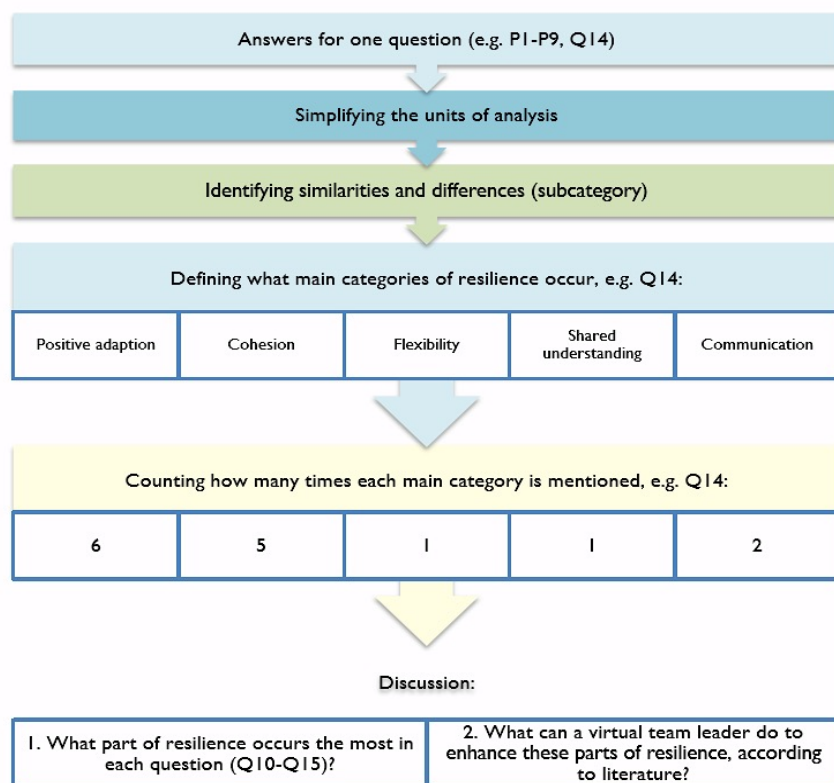 Answers for one question (e.g. P1-P9, Q14)
Simplifying the units of analysis
Identifying similarities and differences (subcategory)
Defining what main categories of resilience occur, e.g. Q14:
Positive adaption
Cohesion
Flexibility
Shared
understanding
Communication
Counting how many times each main category is mentioned, e.g. Q14:
6
5
1
1
2
Discussion:
1. What part of resilience occurs the most in
each question (Q10-Q15)?
2. What can a virtual team leader do to
enhance these parts of resilience, according
to literature?